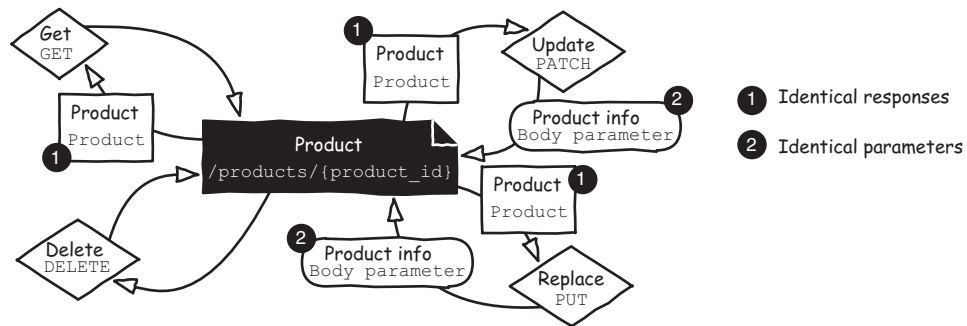 Get
GET
Product
Product
1
1
Product
Product
Update
PATCH
Product info
Body parameter
2
1 Identical responses
2 Identical parameters
Product
/products/{product_id}
Product
Product
1
Delete
DELETE
2
Product info
Body parameter
Replace
PUT